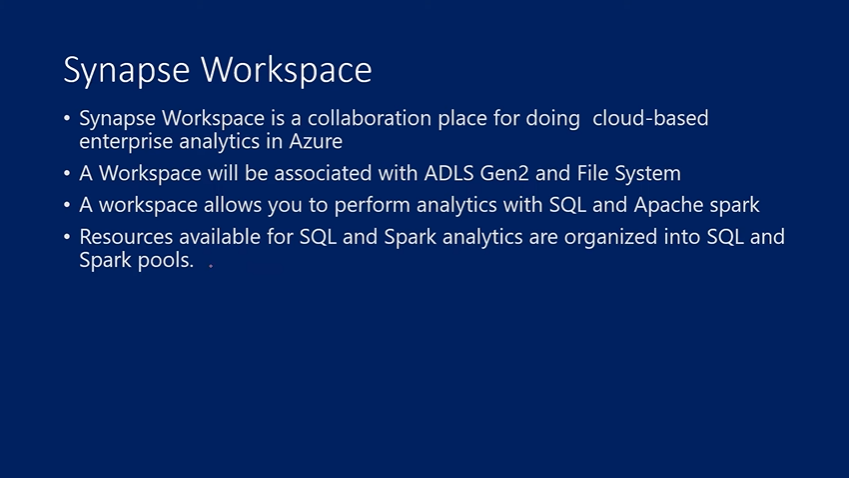 Synapse Workspace
• Synapse Workspace is a collaboration place for doing  cloud-based
enterprise analytics in Azure
• A Workspace will be associated with ADLS Gen2 and File System
• A workspace allows you to perform analytics with SQL and Apache spark
• Resources available for SQL and Spark analytics are organized into SQL and
Spark pools.